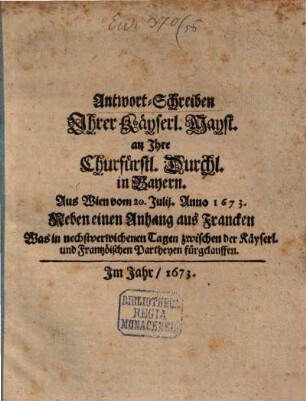 Antwort-Schreiben
Ihrer Käyserl. Mayst.
an Ihre
Churfürstl. Durchl.
in Bayern.
Aus Wien vom 20. Julij. Anno 1673.
Neben einen Anhang aus Francken
Was in nechstverwichenen Tagen zwischen der Käyserl.
und Frantzöischen Partheyen fürgelauffen.
Im Jahr / 1673.
BIBLIOTHECA
REGIA
MONACENSIS.